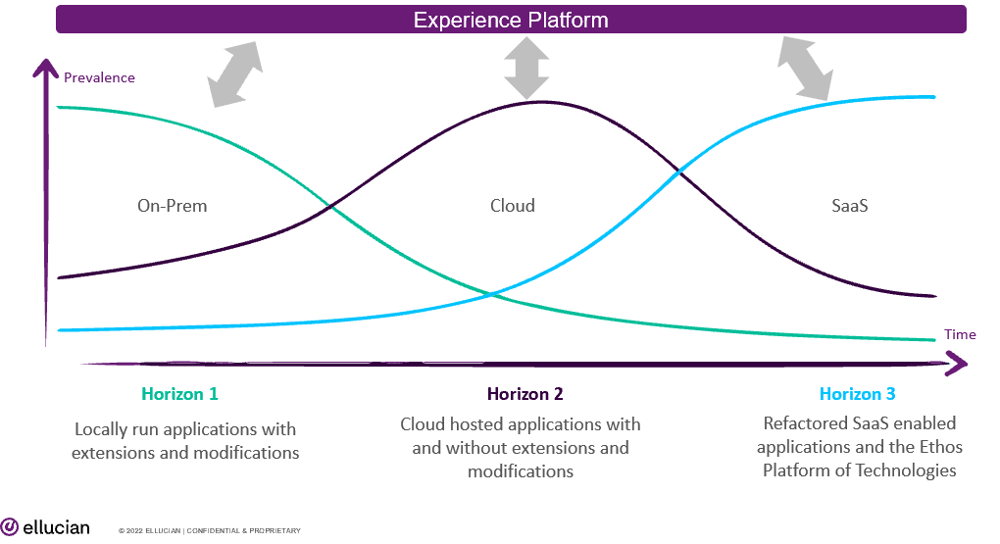 Experience Platform
Prevalence
On-Prem
Cloud
SaaS
Time
Horizon 1
Locally run applications with
extensions and modifications
Horizon 2
Cloud hosted applications with
and without extensions and
modifications
Horizon 3
Refactored SaaS enabled
applications and the Ethos
Platform of Technologies
ellucian
© 2022 ELLUCIAN | CONFIDENTIAL & PROPRIETARY